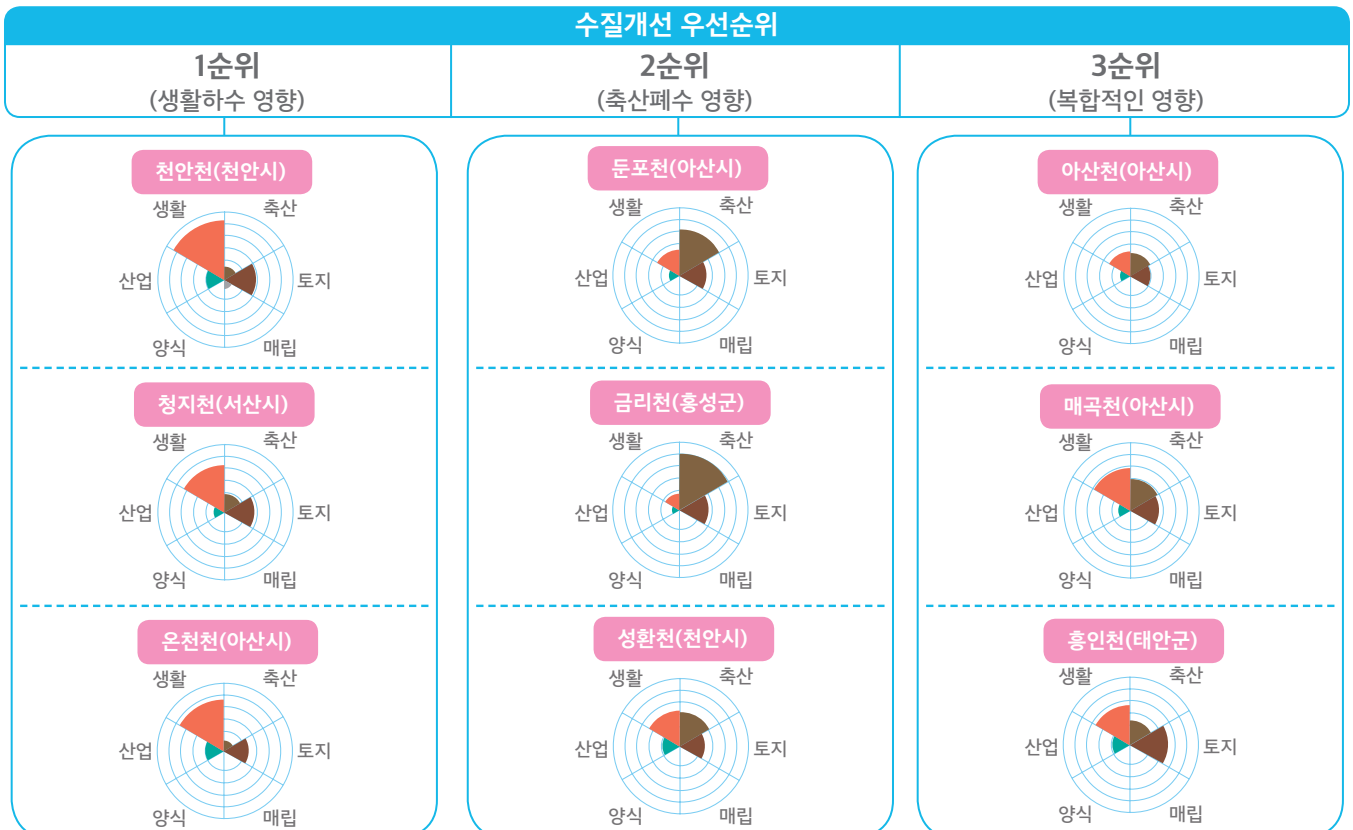 수질개선 우선순위
1순위
(생활하수 영향)
2순위
(축산폐수 영향)
3순위
(복합적인 영향)
천안천(천안시)
생활
축산
산업
토지
양식
매립
청지천(서산시)
생활
축산
산업
토지
양식
매립
온천천(아산시)
생활
축산
산업
토지
양식
매립
둔포천(아산시)
생활
축산
산업
토지
양식
매립
금리천(홍성군)
생활
축산
산업
토지
양식
매립
성환천(천안시)
생활
축산
산업
토지
양식
매립
아산천(아산시)
생활
축산
산업
토지
양식
매립
매곡천(아산시)
생활
축산
산업
토지
양식
매립
흥인천(태안군)
생활
축산
산업
토지
양식
매립